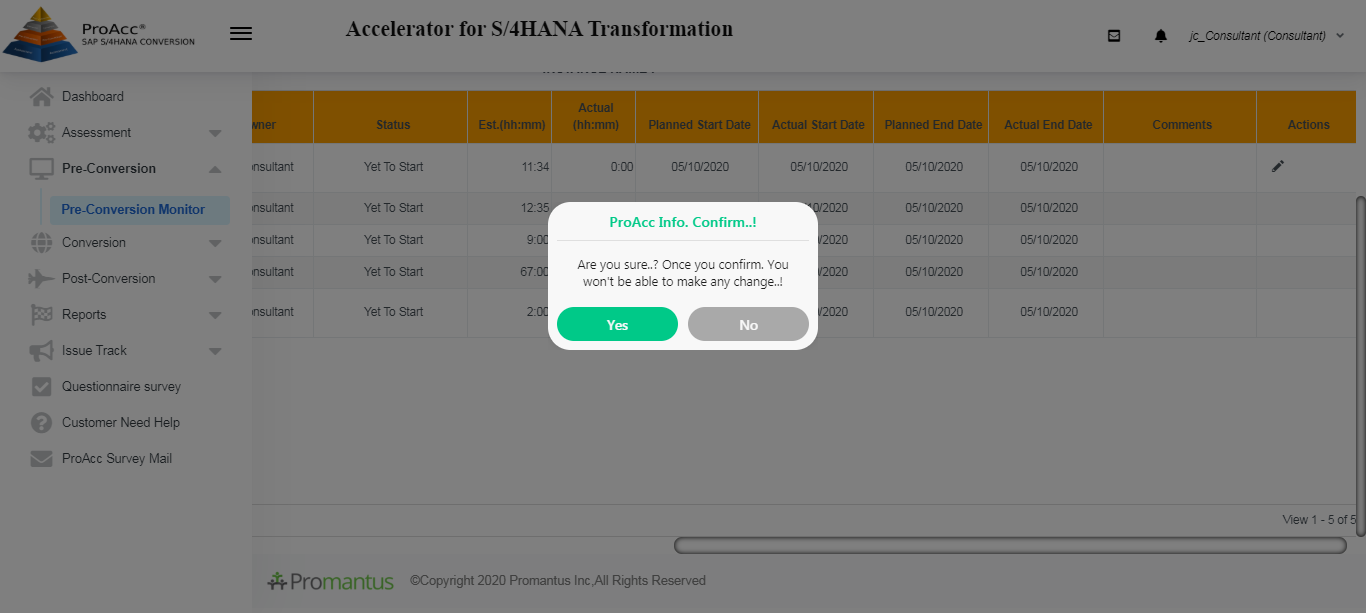 ProAcc®
SAP S/4HANA CONVERSION
Accelerator for S/4HANA Transformation
jc_Consultant (Consultant)
Dashboard
Assessment
Pre-Conversion
Pre-Conversion Monitor
Conversion
Post-Conversion
Reports
Issue Track
Questionnaire survey
Customer Need Help
ProAcc Survey Mail
wner Status Est.(hh:mm) Actual (hh:mm) Planned Start Date Actual Start Date Planned End Date Actual End Date Comments Actions
onsultant Yet To Start 11:34 0:00 05/10/2020 05/10/2020 05/10/2020 05/10/2020
onsultant Yet To Start 12:35 10/2020 05/10/2020 05/10/2020
onsultant Yet To Start 9:00 /2020 05/10/2020 05/10/2020
onsultant Yet To Start 67:00 /2020 05/10/2020 05/10/2020
onsultant Yet To Start 2:00 /2020 05/10/2020 05/10/2020
ProAcc Info. Confirm..!
Are you sure..? Once you confirm. You
won't be able to make any change..!
Yes No
View 1 - 5 of 5
Promantus ©Copyright 2020 Promantus Inc,All Rights Reserved